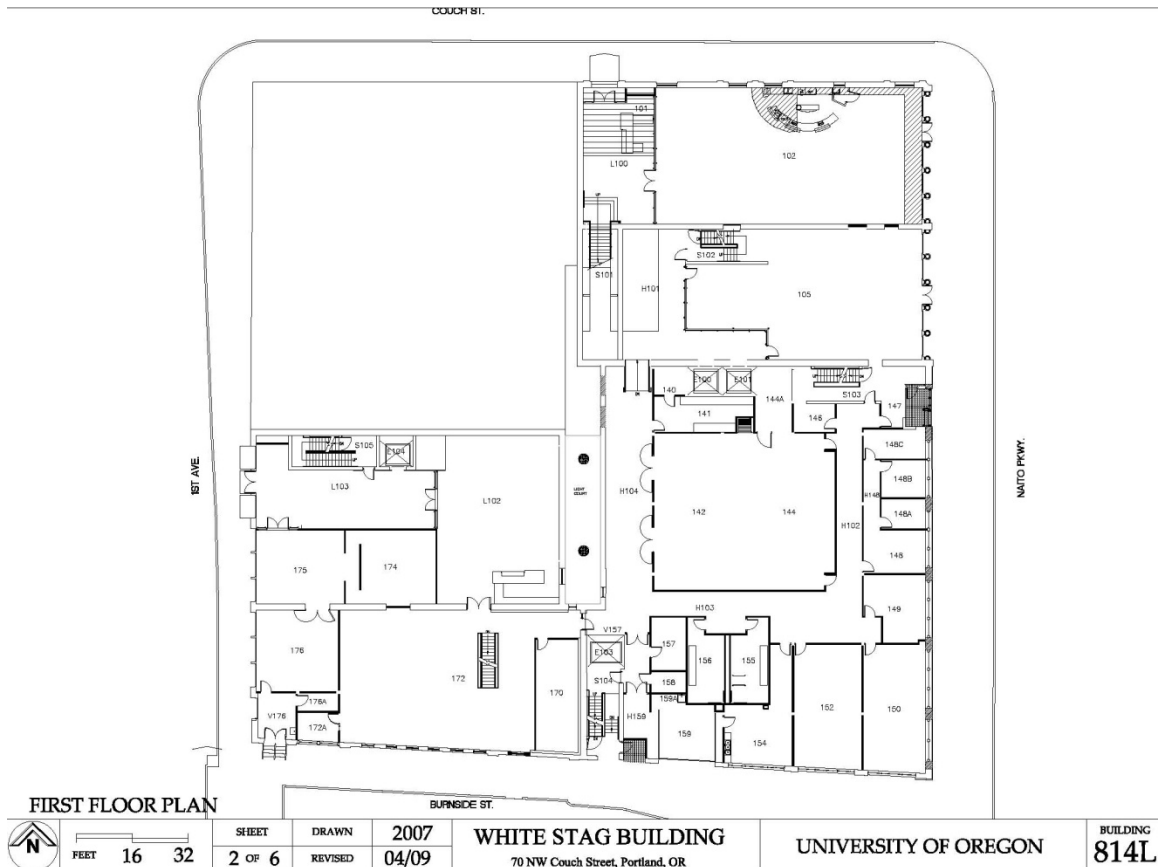 COUCH ST.
101
L100
102
S101
S102
H101
105
140
E100
E101
144A
S103
146
147
141
148C
S105
E104
1ST AVE.
L103
L102
LIGHT
COURT
H104
142
144
H102
H148
148B
148A
148
NAITO PKWY.
175
174
149
H103
V157
157
E103
176
172
170
S104
158
156
155
159A
176A
V176
172A
H159
159
154
152
150
FIRST FLOOR PLAN
BURNSIDE ST.
N
FEET 16 32
SHEET
2 OF 6
DRAWN 2007
REVISED 04/09
WHITE STAG BUILDING
70 NW Couch Street, Portland, OR
UNIVERSITY OF OREGON
BUILDING
814L